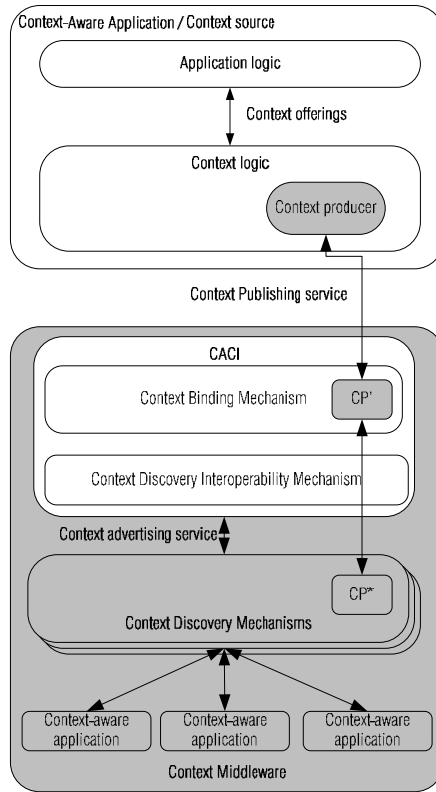 Context-Aware Application / Context source
Application logic
Context offerings
Context logic
Context producer
Context Publishing service
CACI
Context Binding Mechanism
CP'
Context Discovery Interoperability Mechanism
Context advertising service
CP"
Context Discovery Mechanisms
Context-aware
application
Context-aware
application
Context-aware
application
Context Middleware